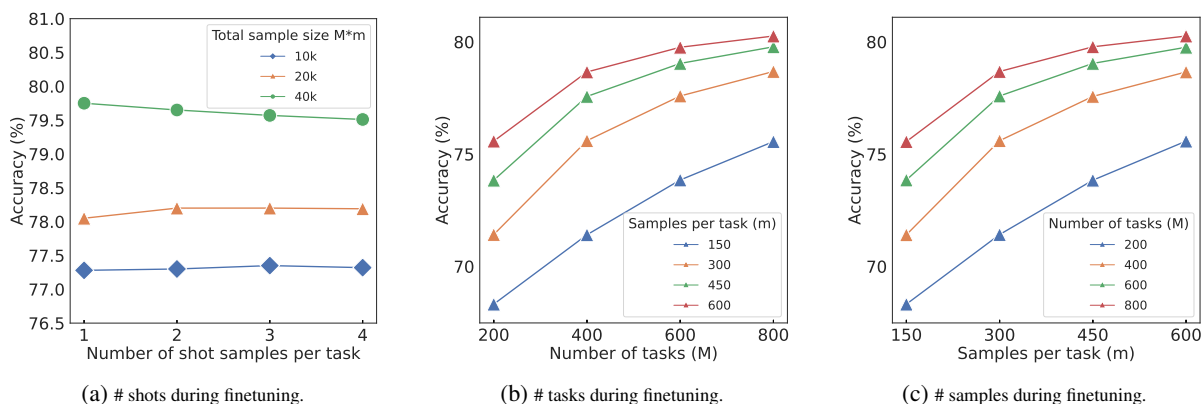 81.0
80.5
80.0
79.5
79.0
78.5
78.0
77.5
77.0
76.5
Accuracy (%)
Total sample size M*m
10k
20k
40k
1 2 3 4
Number of shot samples per task
(a) # shots during finetuning.
80
75
70
Accuracy (%)
Samples per task (m)
150
300
450
600
200 400 600 800
Number of tasks (M)
(b) # tasks during finetuning.
80
75
70
Accuracy (%)
Number of tasks (M)
200
400
600
800
150 300 450 600
Samples per task (m)
(c) # samples during finetuning.